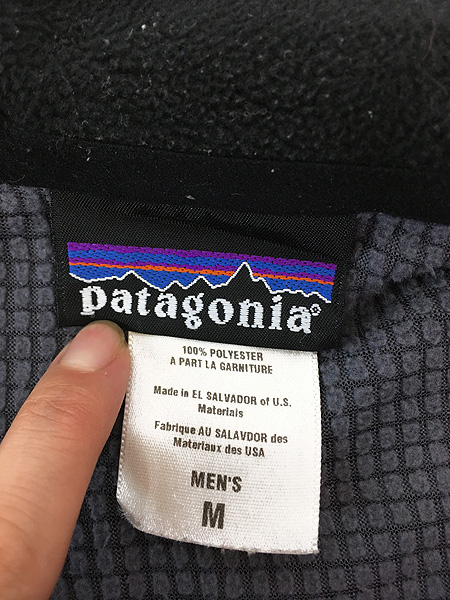 patagonia®
100% POLYESTER
A PART LA GARNITURE
Made in EL SALVADOR of U.S.
Materials
Fabrique AU SALAVDOR des
Materiaux des USA
MEN'S
M